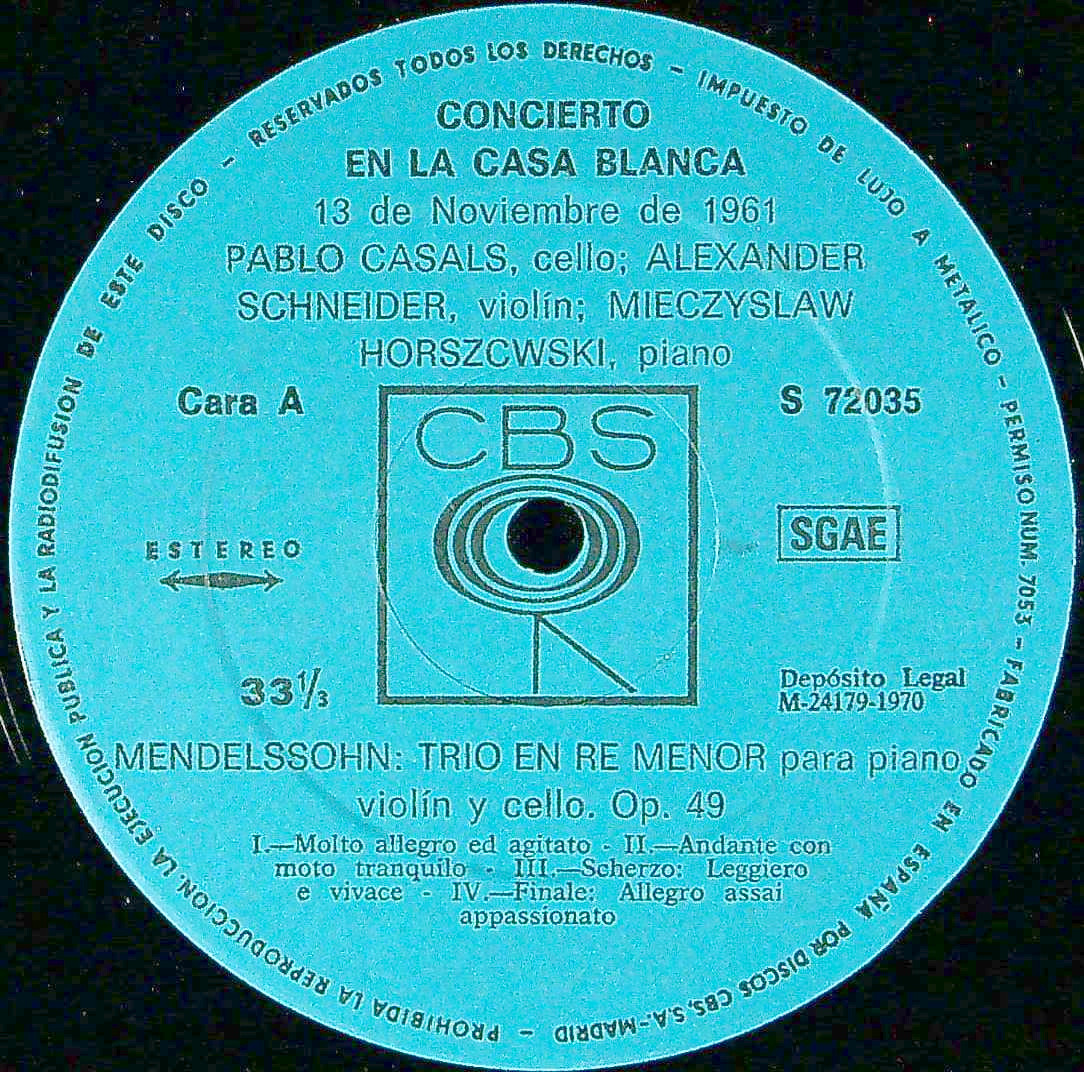 RESERVADOS TODOS LOS DERECHOS - IMPUESTO DE LUJO A METALICO - PERMISO NUM. 7053 - FABRICADO EN ESPAÑA POR DISCOS CBS, S.A.-MADRID - PROHIBIDA LA REPRODUCCION, LA EJECUCION PUBLICA Y LA RADIODIFUSION DE ESTE DISCO -
CONCIERTO
EN LA CASA BLANCA
13 de Noviembre de 1961
PABLO CASALS, cello; ALEXANDER
SCHNEIDER, violín; MIECZYSLAW
HORSZCWSKI, piano
Cara A
S 72035
CBS
ESTEREO
SGAE
33⅓
Depósito Legal
M-24179-1970
MENDELSSOHN: TRIO EN RE MENOR para piano,
violín y cello. Op. 49
I.—Molto allegro ed agitato - II.—Andante con
moto tranquilo - III.—Scherzo: Leggiero
e vivace - IV.—Finale: Allegro assai
appassionato